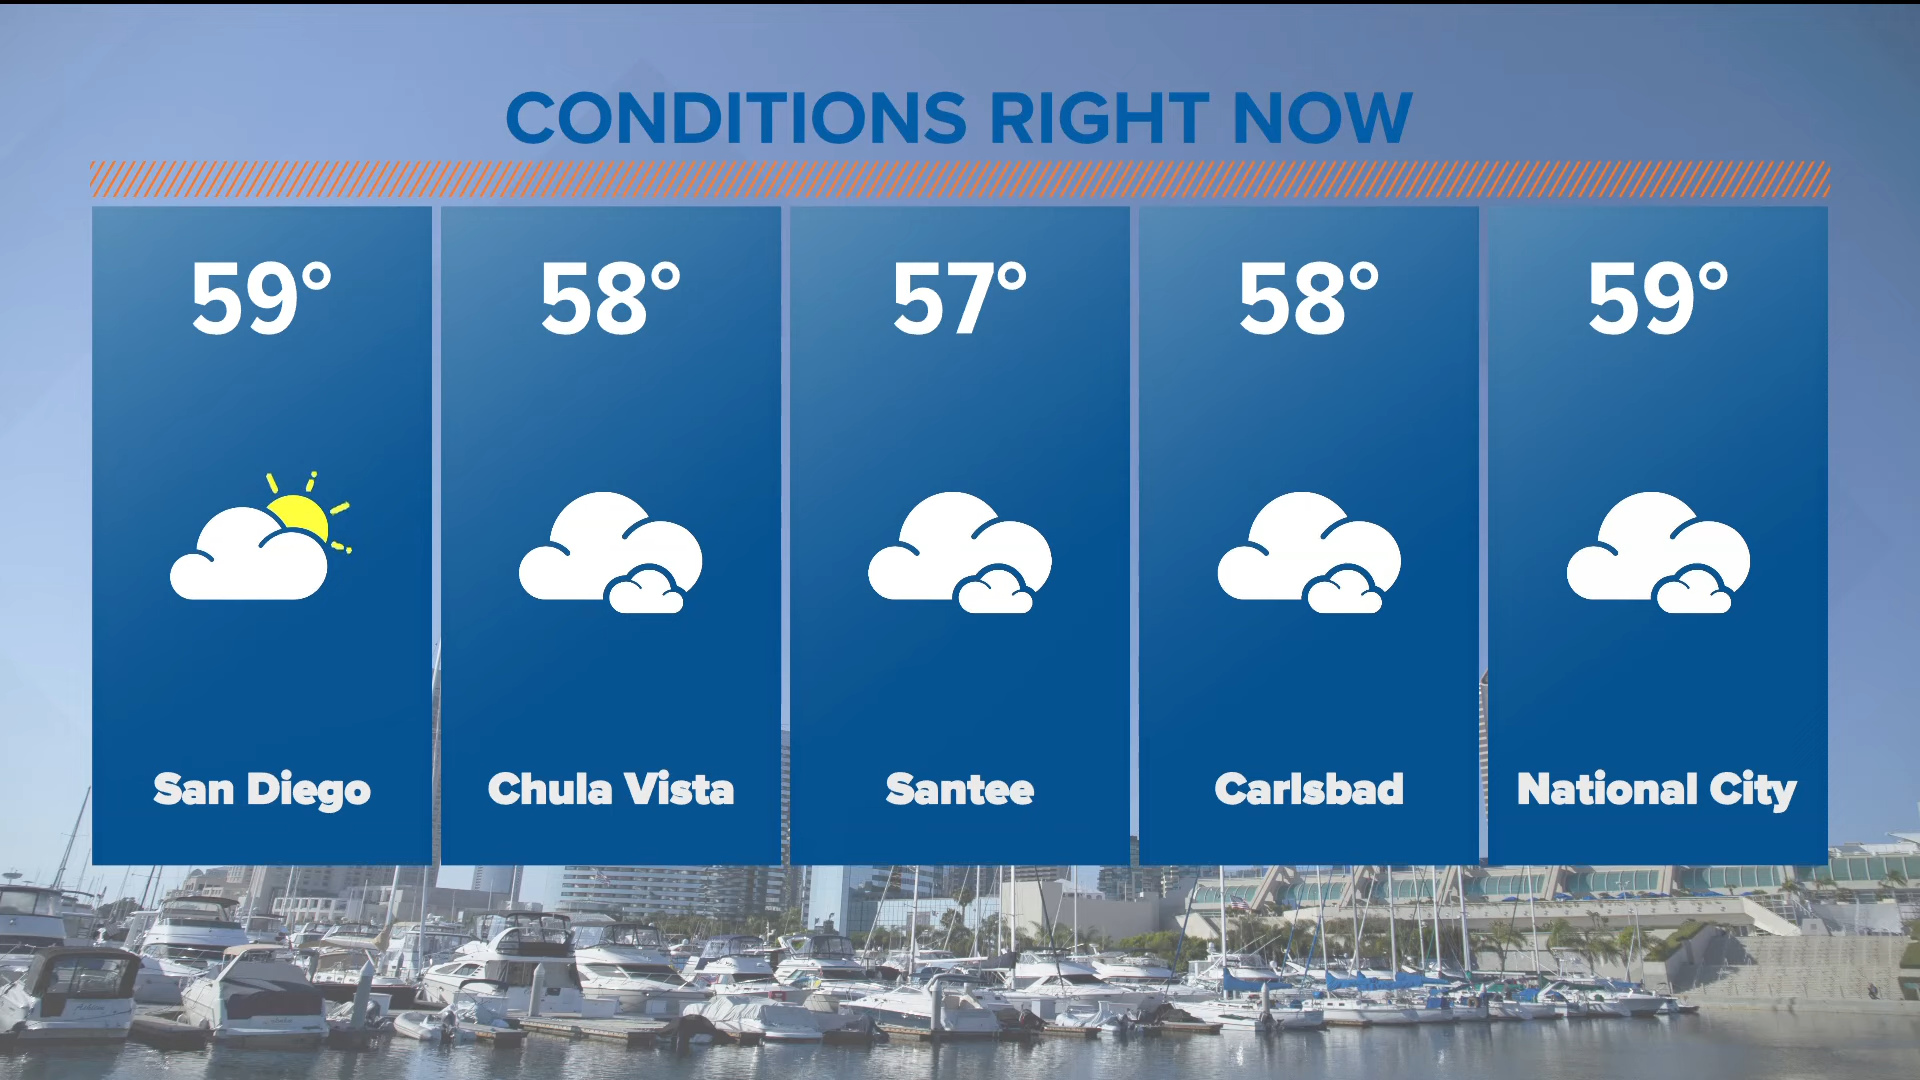 CONDITIONS RIGHT NOW
59° 58° 57° 58° 59°
San Diego Chula Vista Santee Carlsbad National City